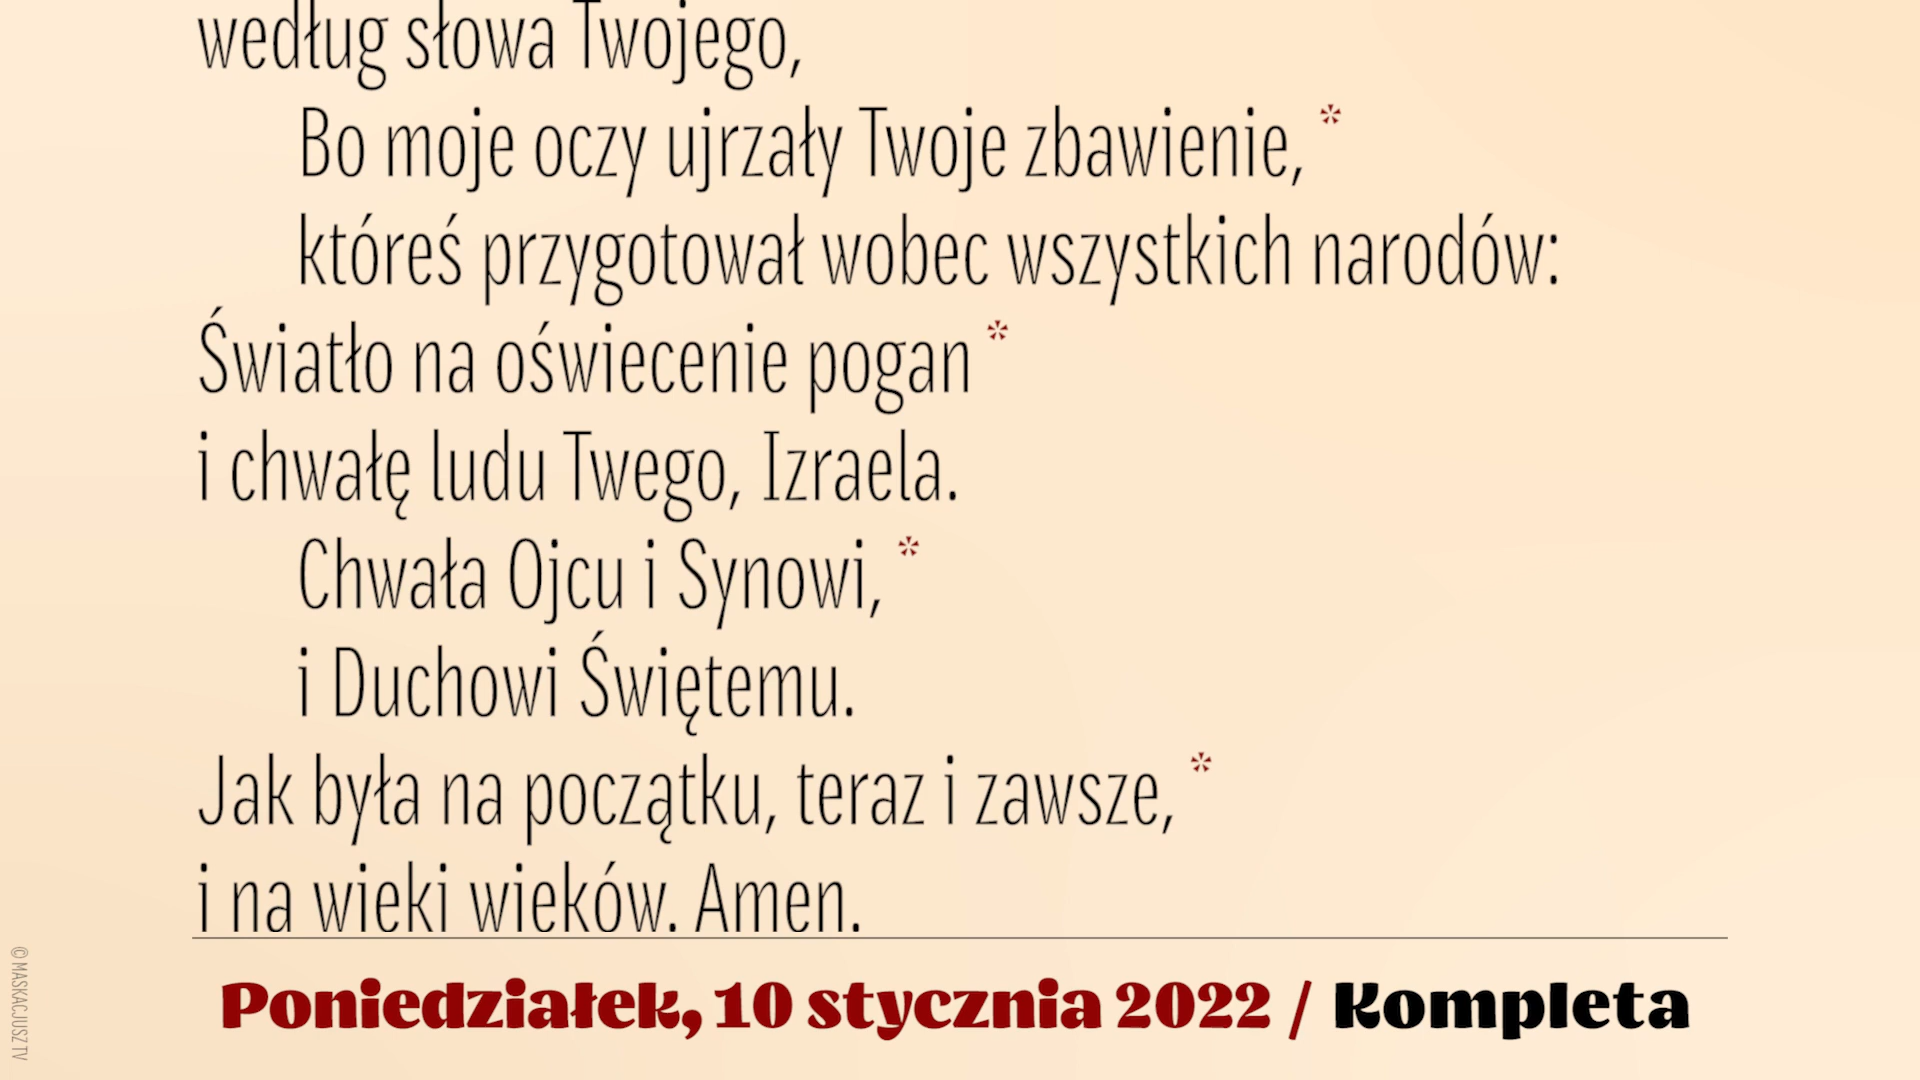 według słowa Twojego,
Bo moje oczy ujrzały Twoje zbawienie, *
któreś przygotował wobec wszystkich narodów:
Światło na oświecenie pogan *
i chwałę ludu Twego, Izraela.
Chwała Ojcu i Synowi, *
i Duchowi Świętemu.
Jak była na początku, teraz i zawsze, *
i na wieki wieków. Amen.
Poniedziałek, 10 stycznia 2022 / Kompleta
© MASKACJUSZ TV